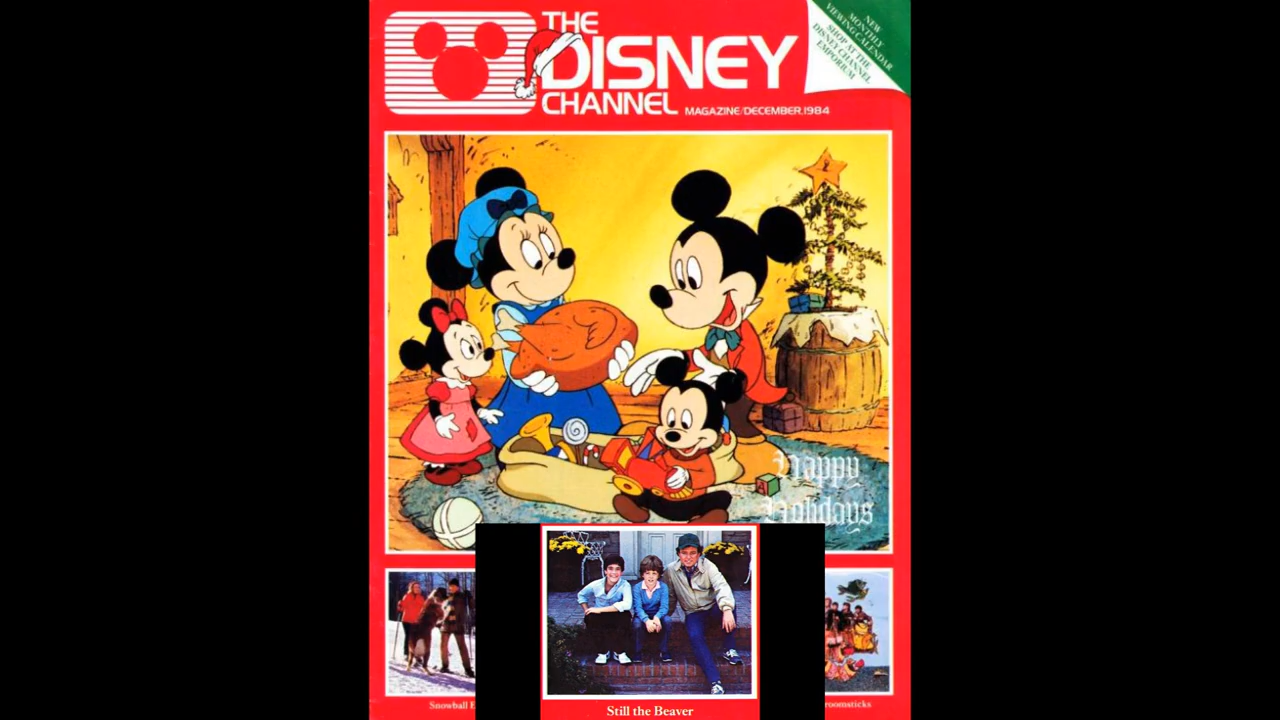 THE
DISNEY
CHANNEL
MAGAZINE/DECEMBER.1984
NEW
MONTHLY
VIEWING CALENDAR
SHOP AT THE
DISNEY CHANNEL
EMPORIUM
Happy
Holidays
Snowball E
Still the Beaver
roomsticks